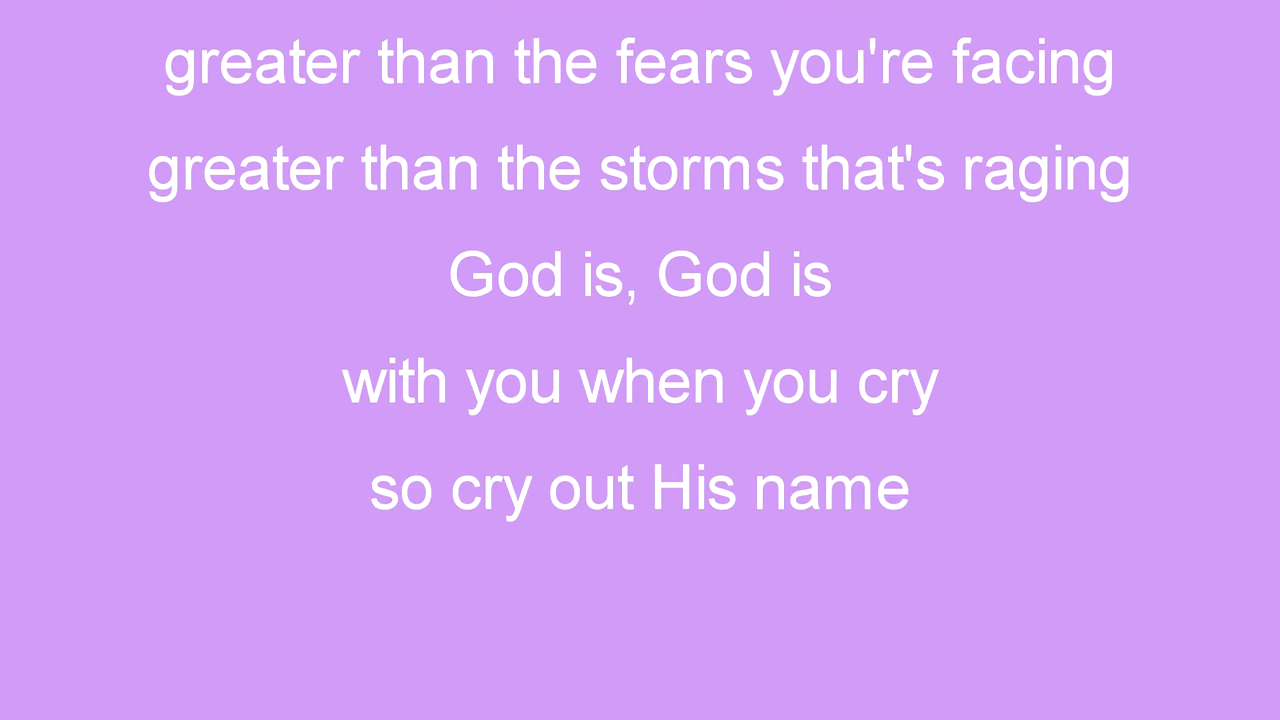 greater than the fears you're facing
greater than the storms that's raging
God is, God is
with you when you cry
so cry out His name